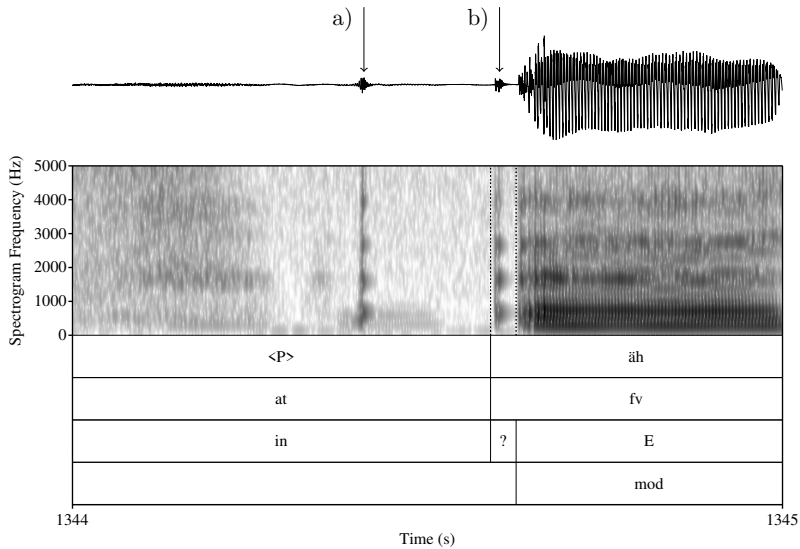 a) b)
Spectrogram Frequency (Hz)
5000
4000
3000
2000
1000
0
<P> äh
at fv
in ? E
mod
1344 1345
Time (s)